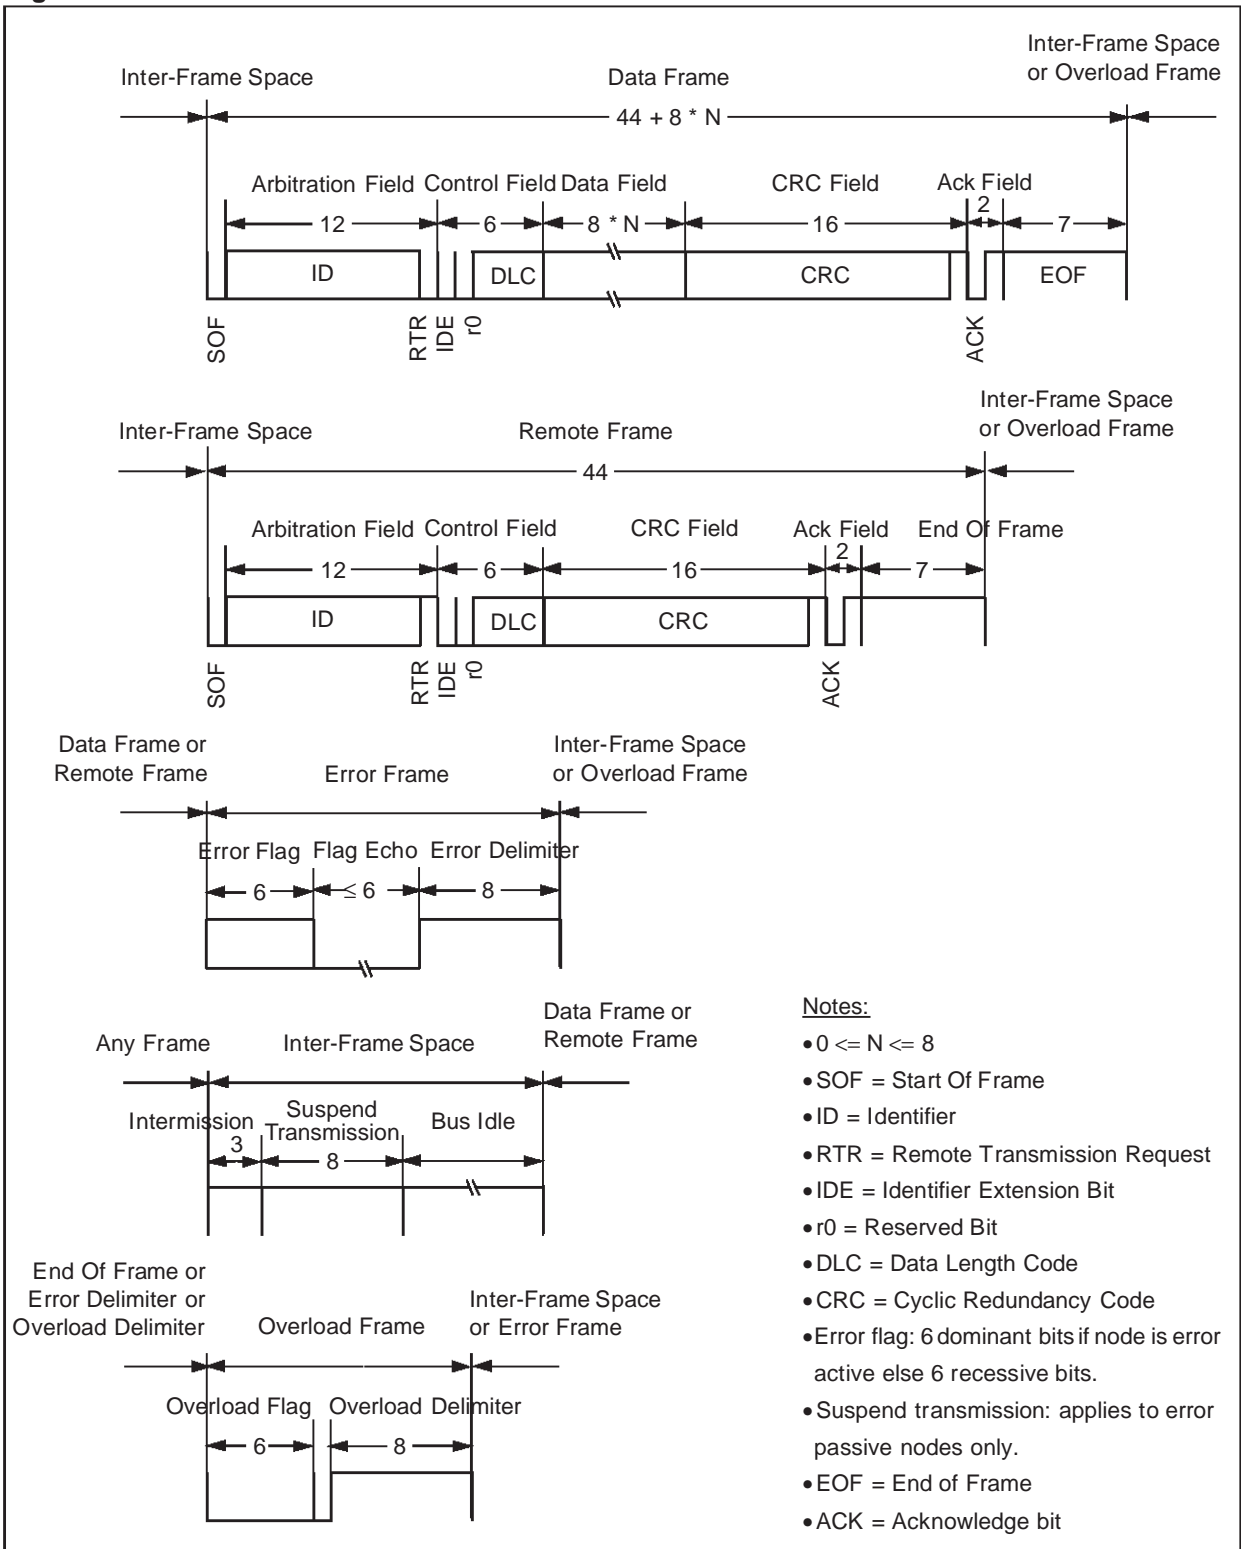 Inter-Frame Space
Data Frame
Inter-Frame Space
or Overload Frame
44 + 8 * N
Arbitration Field
Control Field
Data Field
CRC Field
Ack Field
12
6
8 * N
16
2
7
ID
DLC
CRC
EOF
SOF
RTR
IDE
r0
ACK
Inter-Frame Space
Remote Frame
Inter-Frame Space
or Overload Frame
44
Arbitration Field
Control Field
CRC Field
Ack Field
End Of Frame
12
6
16
2
7
ID
DLC
CRC
SOF
RTR
IDE
r0
ACK
Data Frame or
Remote Frame
Error Frame
Inter-Frame Space
or Overload Frame
Error Flag
Flag Echo
Error Delimiter
6
≤ 6
8
Any Frame
Inter-Frame Space
Data Frame or
Remote Frame
Intermission
Suspend
Transmission
Bus Idle
3
8
End Of Frame or
Error Delimiter or
Overload Delimiter
Overload Frame
Inter-Frame Space
or Error Frame
Overload Flag
Overload Delimiter
6
8
Notes:
• 0 <= N <= 8
• SOF = Start Of Frame
• ID = Identifier
• RTR = Remote Transmission Request
• IDE = Identifier Extension Bit
• r0 = Reserved Bit
• DLC = Data Length Code
• CRC = Cyclic Redundancy Code
• Error flag: 6 dominant bits if node is error
active else 6 recessive bits.
• Suspend transmission: applies to error
passive nodes only.
• EOF = End of Frame
• ACK = Acknowledge bit